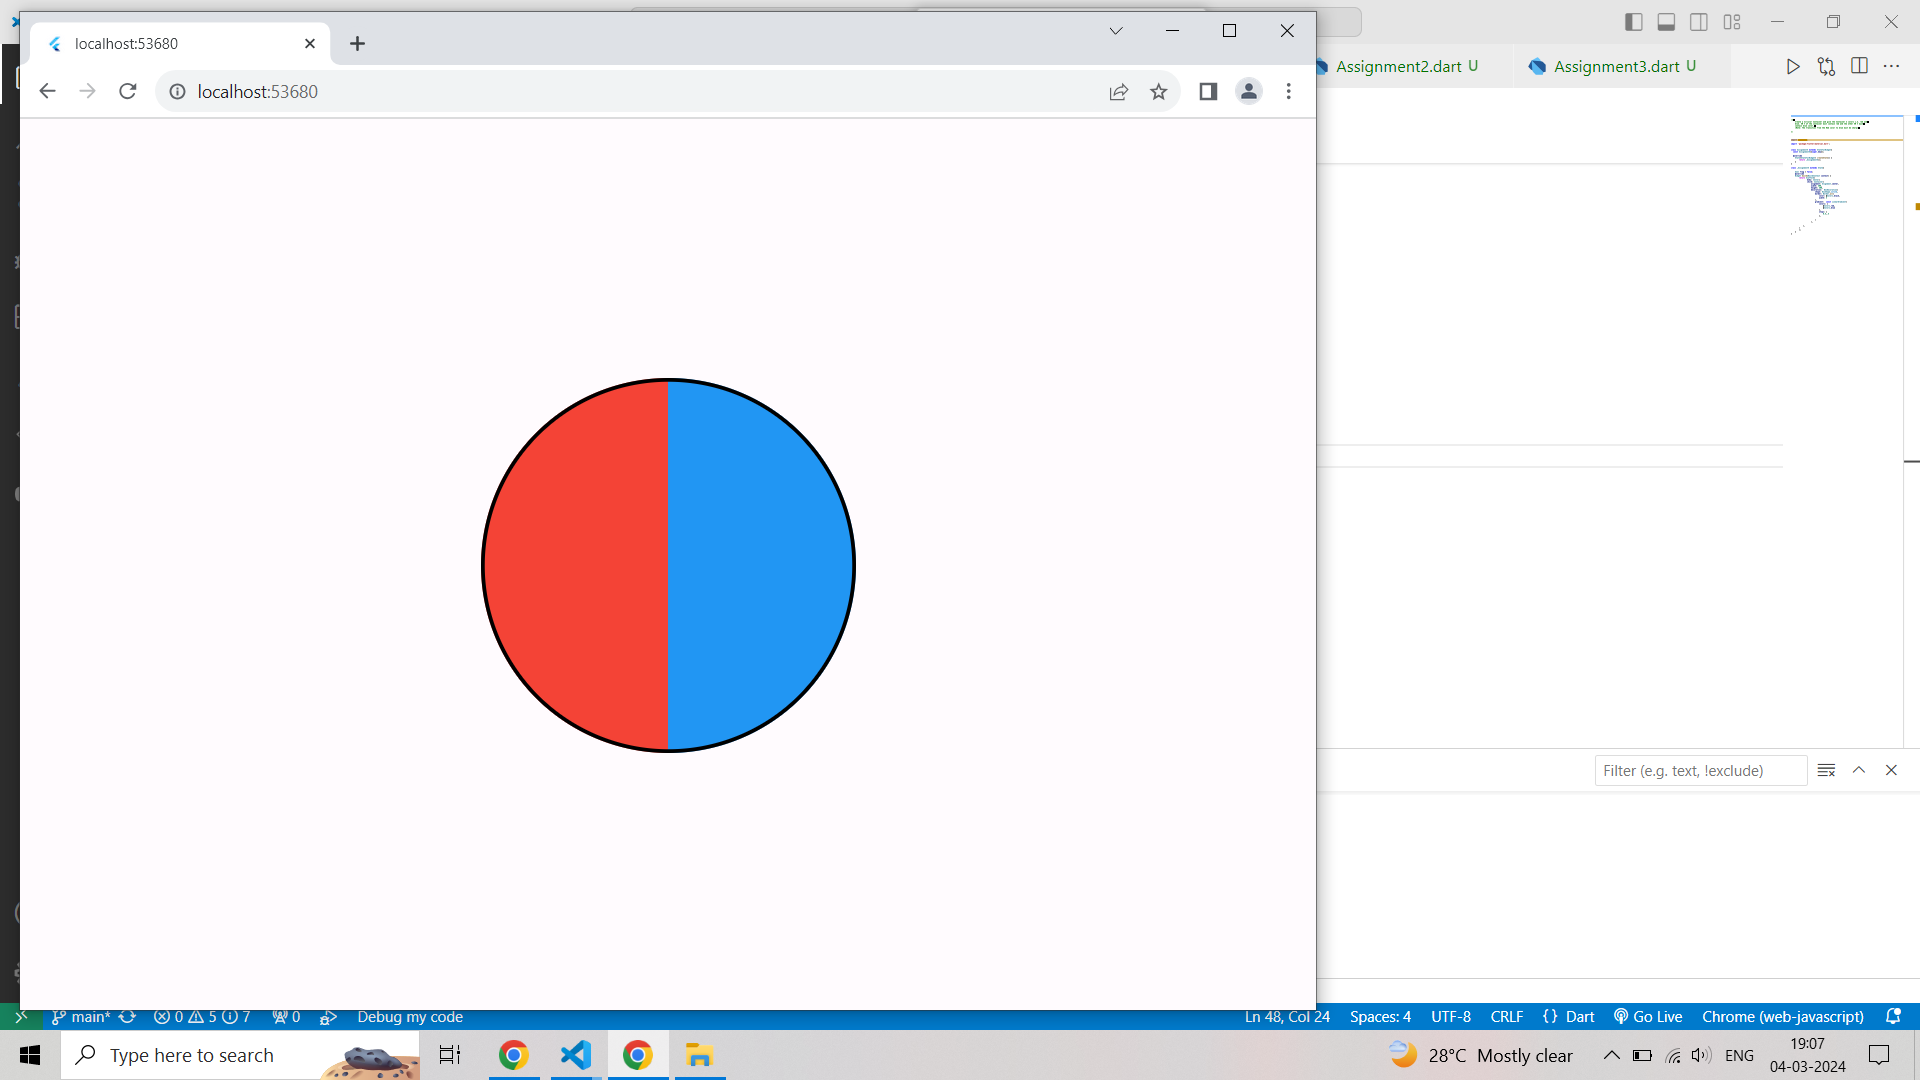 localhost:53680
localhost:53680
Assignment2.dart U
Assignment3.dart U
Filter (e.g. text, !exclude)
main* 0 5 7 0 Debug my code
Ln 48, Col 24 Spaces: 4 UTF-8 CRLF {} Dart Go Live Chrome (web-javascript)
Type here to search
28°C Mostly clear
ENG
19:07
04-03-2024